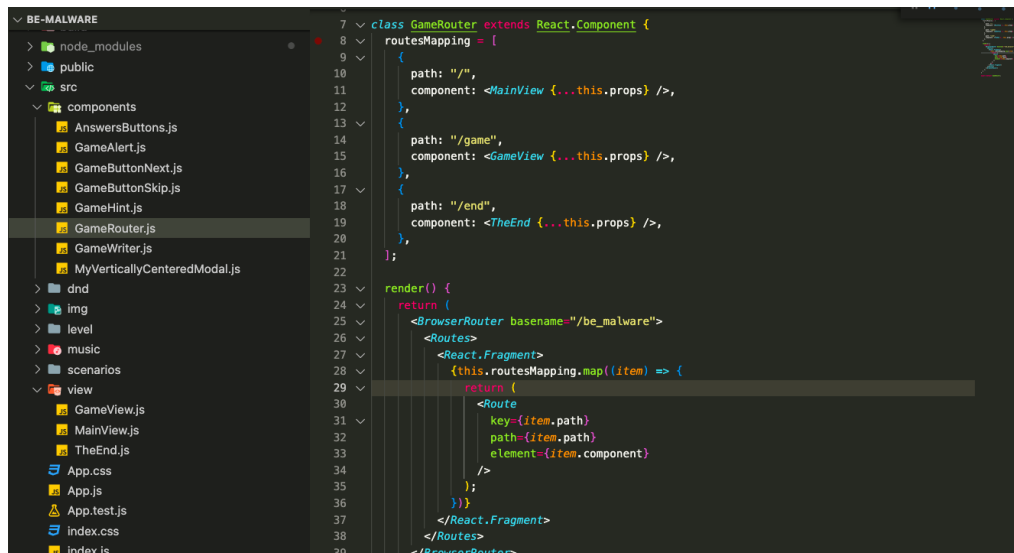 BE-MALWARE
node_modules
public
src
components
AnswersButtons.js
GameAlert.js
GameButtonNext.js
GameButtonSkip.js
GameHint.js
GameRouter.js
GameWriter.js
MyVerticallyCenteredModal.js
dnd
img
level
music
scenarios
view
GameView.js
MainView.js
TheEnd.js
App.css
App.js
App.test.js
index.css
index.js
7 class GameRouter extends React.Component {
8 routesMapping = [
9 {
10 path: "/",
11 component: <MainView {...this.props} />,
12 },
13 {
14 path: "/game",
15 component: <GameView {...this.props} />,
16 },
17 {
18 path: "/end",
19 component: <TheEnd {...this.props} />,
20 },
21 ];
22
23 render() {
24 return (
25 <BrowserRouter basename="/be_malware">
26 <Routes>
27 <React.Fragment>
28 {this.routesMapping.map((item) => {
29 return (
30 <Route
31 key={item.path}
32 path={item.path}
33 element={item.component}
34 />
35 );
36 })}
37 </React.Fragment>
38 </Routes>
39 </BrowserRouter>